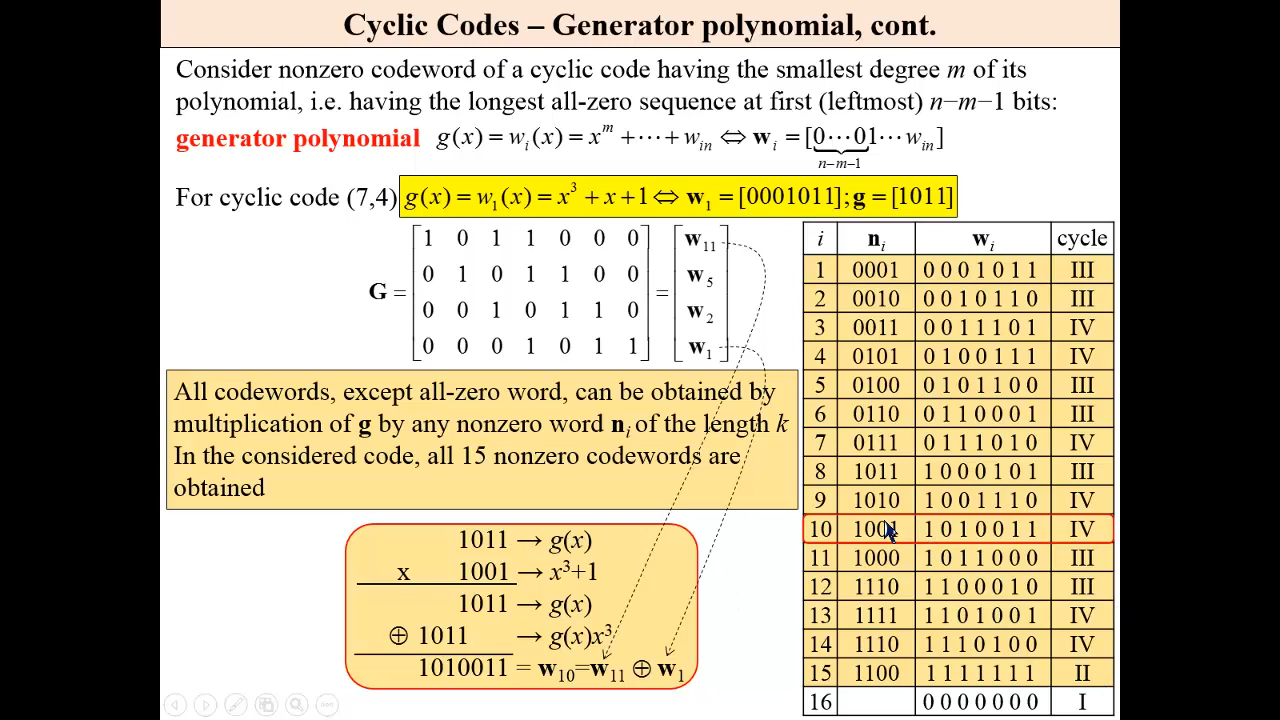 Cyclic Codes – Generator polynomial, cont.
Consider nonzero codeword of a cyclic code having the smallest degree m of its
polynomial, i.e. having the longest all-zero sequence at first (leftmost) n−m−1 bits:
generator polynomial g(x) = w_i(x) = x^m + ⋯ + w_in ⇔ w_i = [0⋯01⋯w_in]
n−m−1
For cyclic code (7,4) g(x) = w_1(x) = x^3 + x + 1 ⇔ w_1 = [0001011]; g = [1011]
G =
1 0 1 1 0 0 0
0 1 0 1 1 0 0
0 0 1 0 1 1 0
0 0 0 1 0 1 1
=
w_11
w_5
w_2
w_1
All codewords, except all-zero word, can be obtained by
multiplication of g by any nonzero word n_i of the length k
In the considered code, all 15 nonzero codewords are
obtained
1011 → g(x)
x 1001 → x^3+1
1011 → g(x)
⊕ 1011 → g(x)x^3
1010011 = w_10=w_11 ⊕ w_1
i n_i w_i cycle
1 0001 0 0 0 1 0 1 1 III
2 0010 0 0 1 0 1 1 0 III
3 0011 0 0 1 1 1 0 1 IV
4 0101 0 1 0 0 1 1 1 IV
5 0100 0 1 0 1 1 0 0 III
6 0110 0 1 1 0 0 0 1 III
7 0111 0 1 1 1 0 1 0 IV
8 1011 1 0 0 0 1 0 1 III
9 1010 1 0 0 1 1 1 0 IV
10 1001 1 0 1 0 0 1 1 IV
11 1000 1 0 1 1 0 0 0 III
12 1110 1 1 0 0 0 1 0 III
13 1111 1 1 0 1 0 0 1 IV
14 1110 1 1 1 0 1 0 0 IV
15 1100 1 1 1 1 1 1 1 II
16 0 0 0 0 0 0 0 I